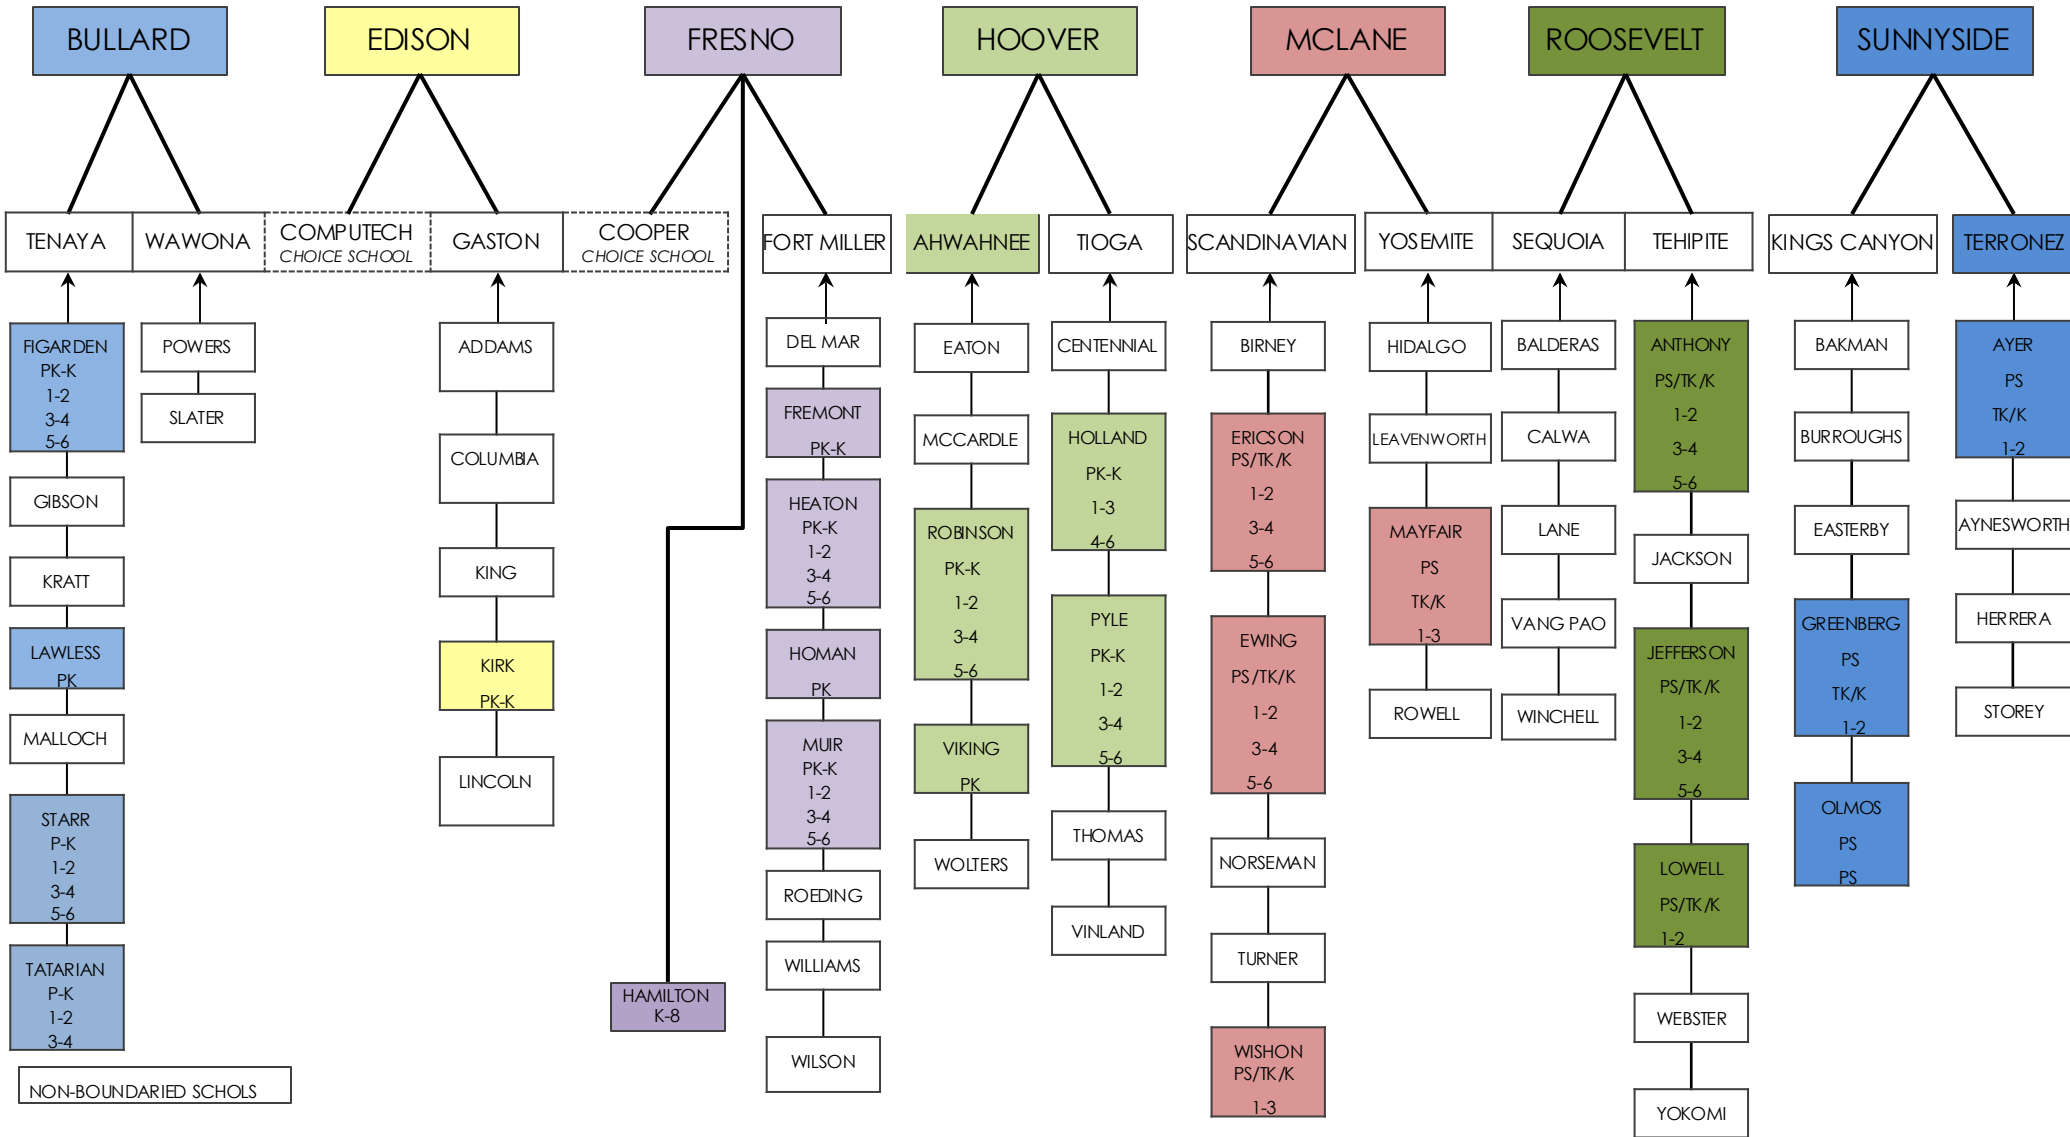 BULLARD
EDISON
FRESNO
HOOVER
MCLANE
ROOSEVELT
SUNNYSIDE
TENAYA
WAWONA
COMPUTECH
CHOICE SCHOOL
GASTON
COOPER
CHOICE SCHOOL
FORT MILLER
AHWAHNEE
TIOGA
SCANDINAVIAN
YOSEMITE
SEQUOIA
TEHIPITE
KINGS CANYON
TERRONEZ
FIGARDEN
PK-K
1-2
3-4
5-6
GIBSON
KRATT
LAWLESS
PK
MALLOCH
STARR
P-K
1-2
3-4
5-6
TATARIAN
P-K
1-2
3-4
POWERS
SLATER
ADDAMS
COLUMBIA
KING
KIRK
PK-K
LINCOLN
HAMILTON
K-8
DEL MAR
FREMONT
PK-K
HEATON
PK-K
1-2
3-4
5-6
HOMAN
PK
MUIR
PK-K
1-2
3-4
5-6
ROEDING
WILLIAMS
WILSON
EATON
MCCARDLE
ROBINSON
PK-K
1-2
3-4
5-6
VIKING
PK
WOLTERS
CENTENNIAL
HOLLAND
PK-K
1-3
4-6
PYLE
PK-K
1-2
3-4
5-6
THOMAS
VINLAND
BIRNEY
ERICSON
PS/TK/K
1-2
3-4
5-6
EWING
PS/TK/K
1-2
3-4
5-6
NORSEMAN
TURNER
WISHON
PS/TK/K
1-3
HIDALGO
LEAVENWORTH
MAYFAIR
PS
TK/K
1-3
ROWELL
BALDERAS
CALWA
LANE
VANG PAO
WINCHELL
ANTHONY
PS/TK/K
1-2
3-4
5-6
JACKSON
JEFFERSON
PS/TK/K
1-2
3-4
5-6
LOWELL
PS/TK/K
1-2
WEBSTER
YOKOMI
BAKMAN
BURROUGHS
EASTERBY
GREENBERG
PS
TK/K
1-2
OLMOS
PS
PS
AYER
PS
TK/K
1-2
AYNESWORTH
HERRERA
STOREY
NON-BOUNDARIED SCHOLS